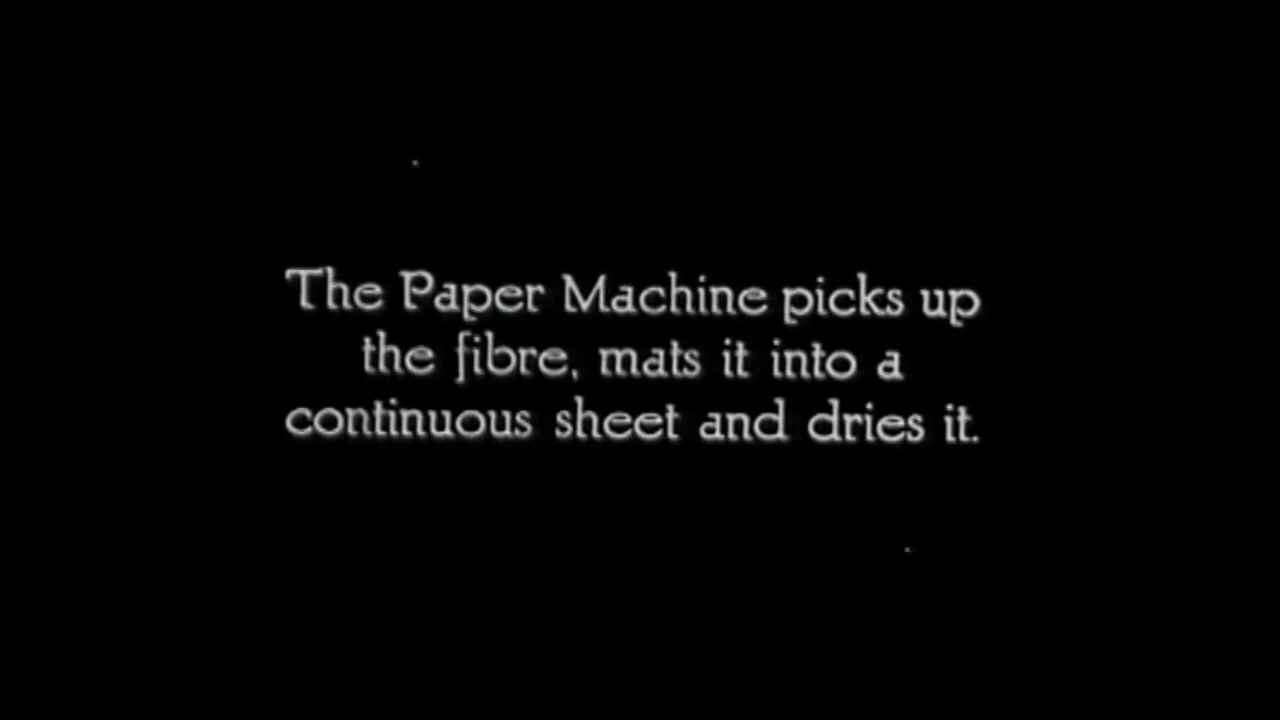 The Paper Machine picks up
the fibre, mats it into a
continuous sheet and dries it.